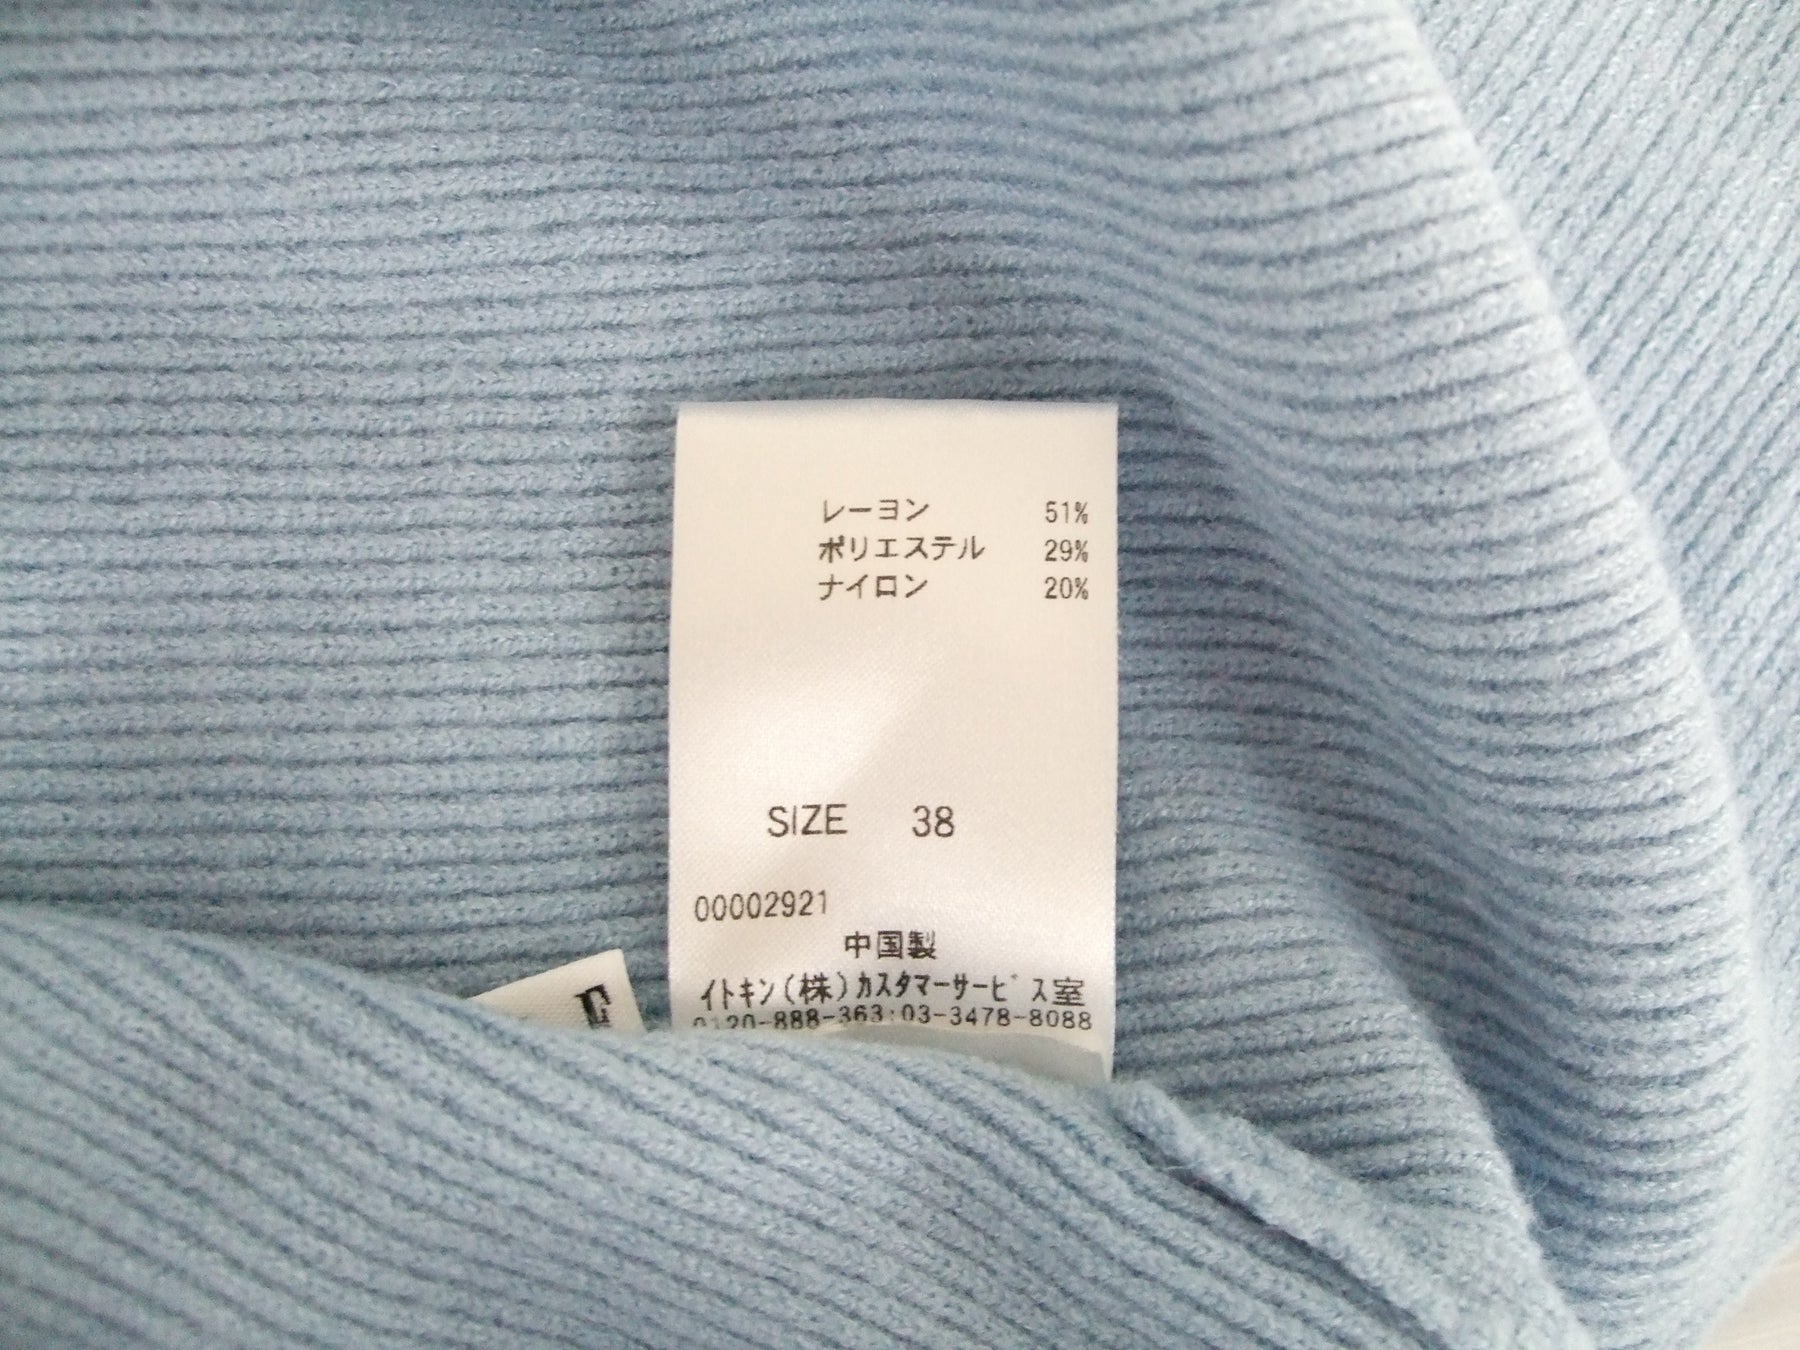 レーヨン 51%
ポリエステル 29%
ナイロン 20%
SIZE 38
00002921
中国製
イトキン(株)カスタマーサービス室
0120-888-363:03-3478-8088